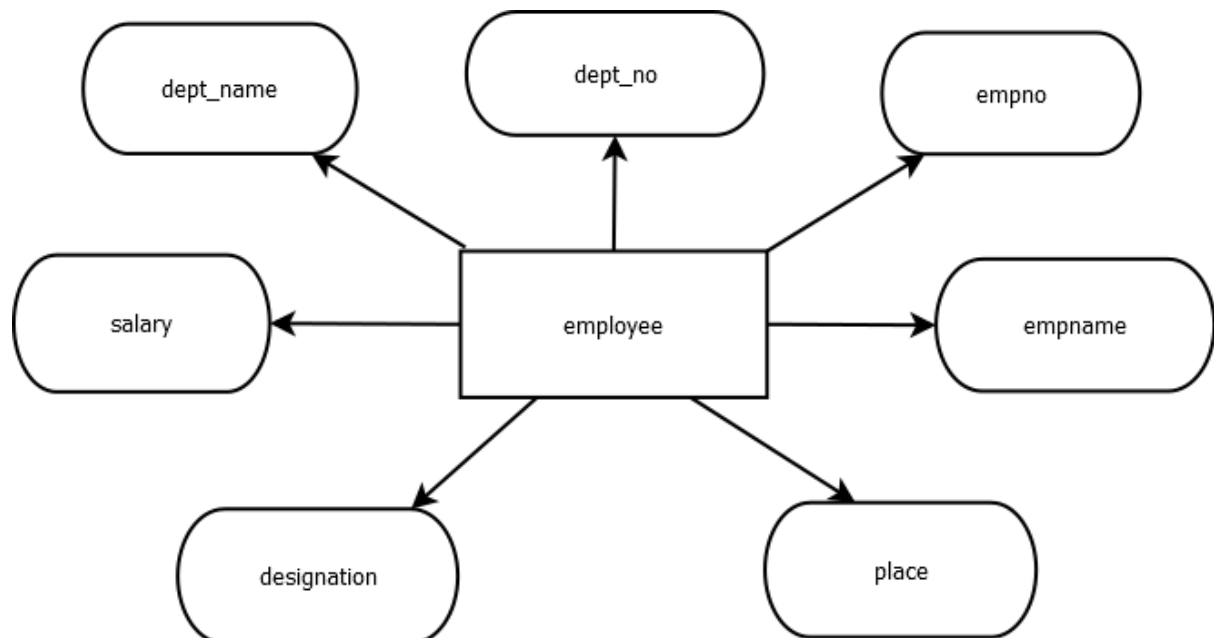 dept_name
dept_no
empno
salary
employee
empname
designation
place